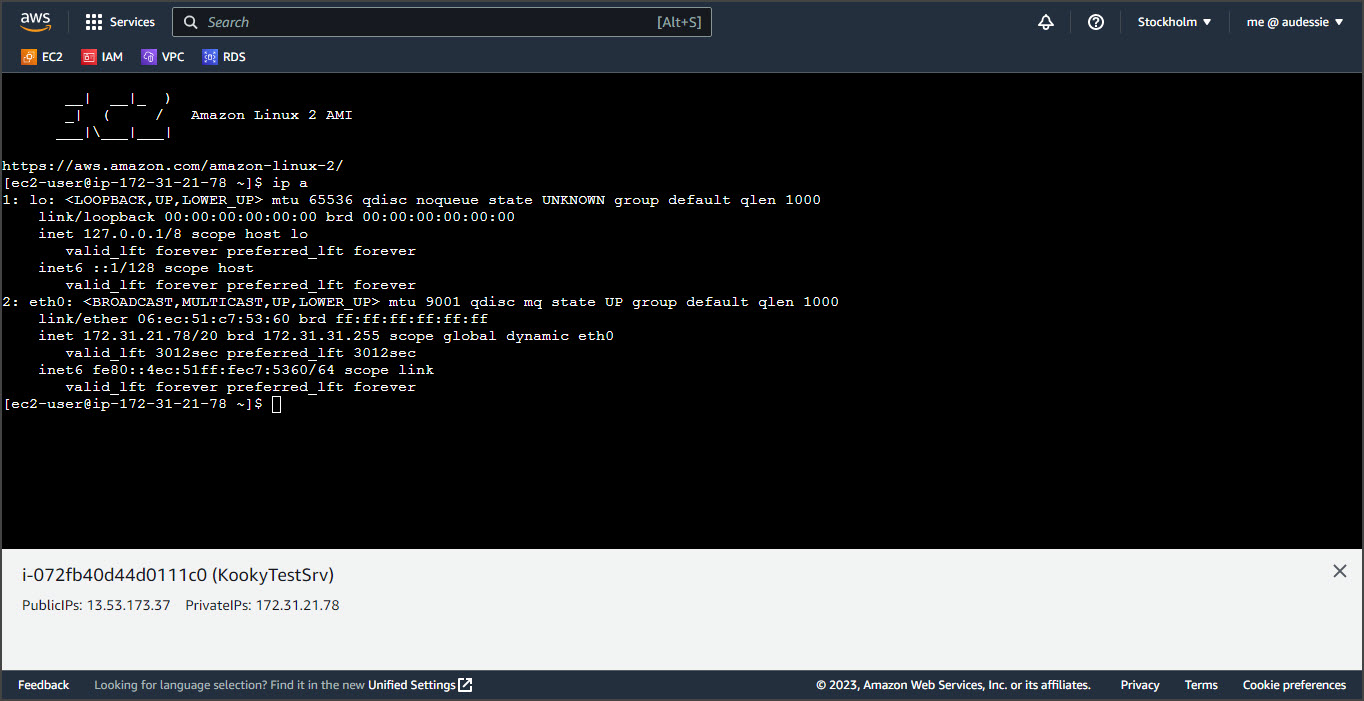 aws Services Search [Alt+S] Stockholm ▼ me @ audessie ▼
EC2 IAM VPC RDS
__|  __|_  )
_|  (     /   Amazon Linux 2 AMI
___|\___|___|
https://aws.amazon.com/amazon-linux-2/
[ec2-user@ip-172-31-21-78 ~]$ ip a
1: lo: <LOOPBACK,UP,LOWER_UP> mtu 65536 qdisc noqueue state UNKNOWN group default qlen 1000
link/loopback 00:00:00:00:00:00 brd 00:00:00:00:00:00
inet 127.0.0.1/8 scope host lo
valid_lft forever preferred_lft forever
inet6 ::1/128 scope host
valid_lft forever preferred_lft forever
2: eth0: <BROADCAST,MULTICAST,UP,LOWER_UP> mtu 9001 qdisc mq state UP group default qlen 1000
link/ether 06:ec:51:c7:53:60 brd ff:ff:ff:ff:ff:ff
inet 172.31.21.78/20 brd 172.31.31.255 scope global dynamic eth0
valid_lft 3012sec preferred_lft 3012sec
inet6 fe80::4ec:51ff:fec7:5360/64 scope link
valid_lft forever preferred_lft forever
[ec2-user@ip-172-31-21-78 ~]$
i-072fb40d44d0111c0 (KookyTestSrv)
PublicIPs: 13.53.173.37 PrivateIPs: 172.31.21.78
Feedback Looking for language selection? Find it in the new Unified Settings © 2023, Amazon Web Services, Inc. or its affiliates. Privacy Terms Cookie preferences